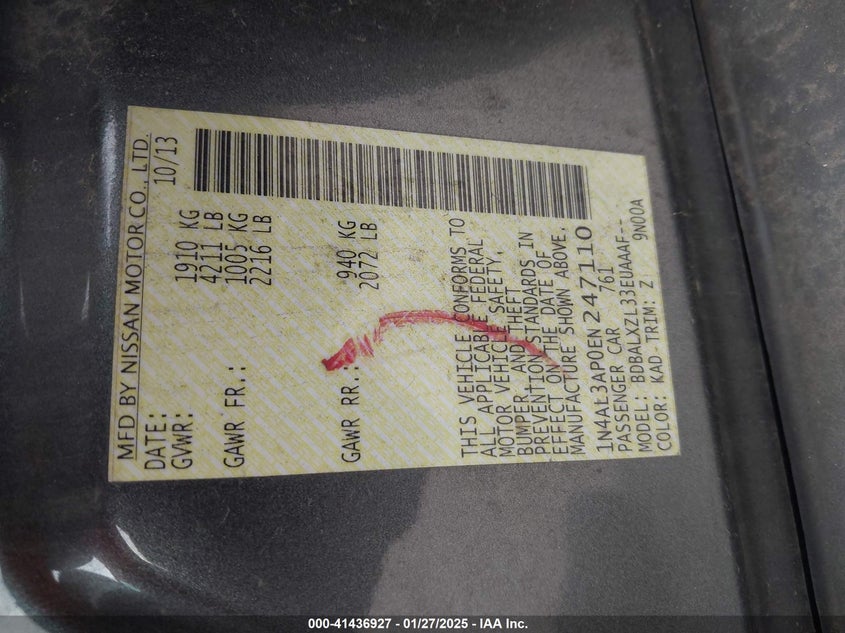 MFD BY NISSAN MOTOR CO., LTD.
DATE: 10/13
GVWR: 1910 KG
4211 LB
GAWR FR.: 1005 KG
2216 LB
GAWR RR.: 940 KG
2072 LB
THIS VEHICLE CONFORMS TO
ALL APPLICABLE FEDERAL
MOTOR VEHICLE SAFETY,
BUMPER, AND THEFT
PREVENTION STANDARDS IN
EFFECT ON THE DATE OF
MANUFACTURE SHOWN ABOVE.
1N4AL3AP0EN247110
PASSENGER CAR 761
MODEL: BDBALXZL33EUAAAF--
COLOR: KAD TRIM: Z 9N00A
000-41436927 - 01/27/2025 - IAA Inc.